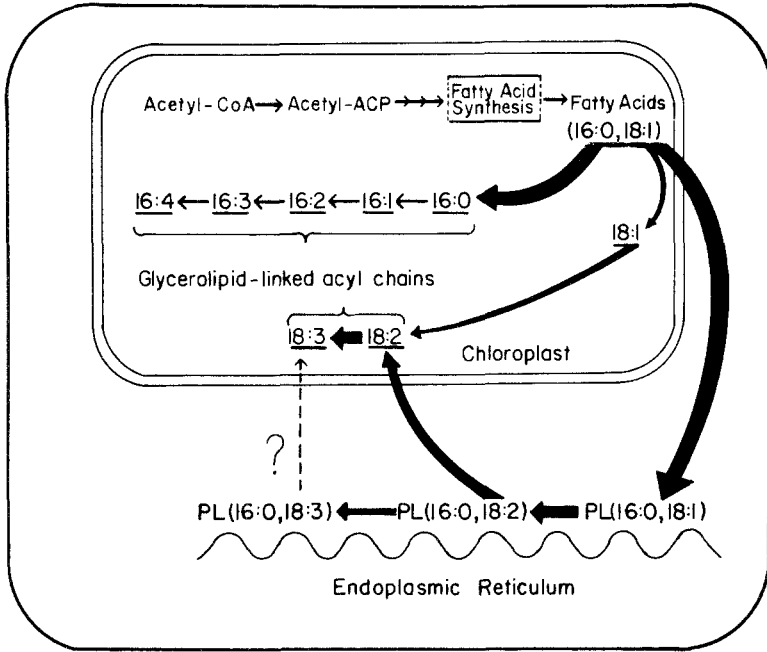 Acetyl-CoA→Acetyl-ACP→→→ Fatty Acid Synthesis → Fatty Acids
(16:0,18:1)
16:4←16:3←16:2←16:1←16:0
18:1
Glycerolipid-linked acyl chains
18:3 18:2
Chloroplast
?
PL(16:0,18:3) PL(16:0,18:2) PL(16:0,18:1)
Endoplasmic Reticulum